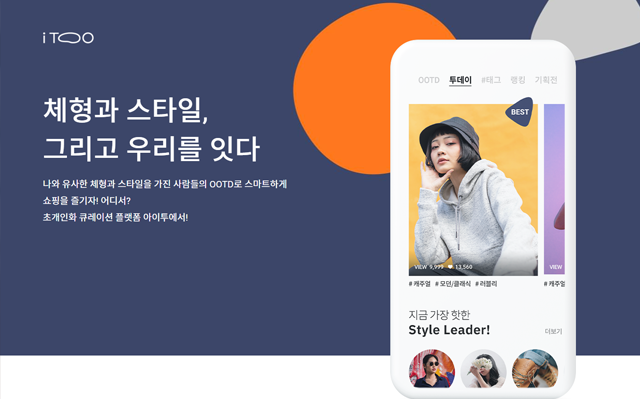 iTOO
체형과 스타일,
그리고 우리를 잇다
나와 유사한 체형과 스타일을 가진 사람들의 OOTD로 스마트하게
쇼핑을 즐기자! 어디서?
초개인화 큐레이션 플랫폼 아이투에서!
OOTD 투데이 #태그 랭킹 기획전
BEST
VIEW 9,999 13,560
VIEW
# 캐주얼 # 모던/클래식 # 러블리
# 캐주얼
지금 가장 핫한
Style Leader!
더보기